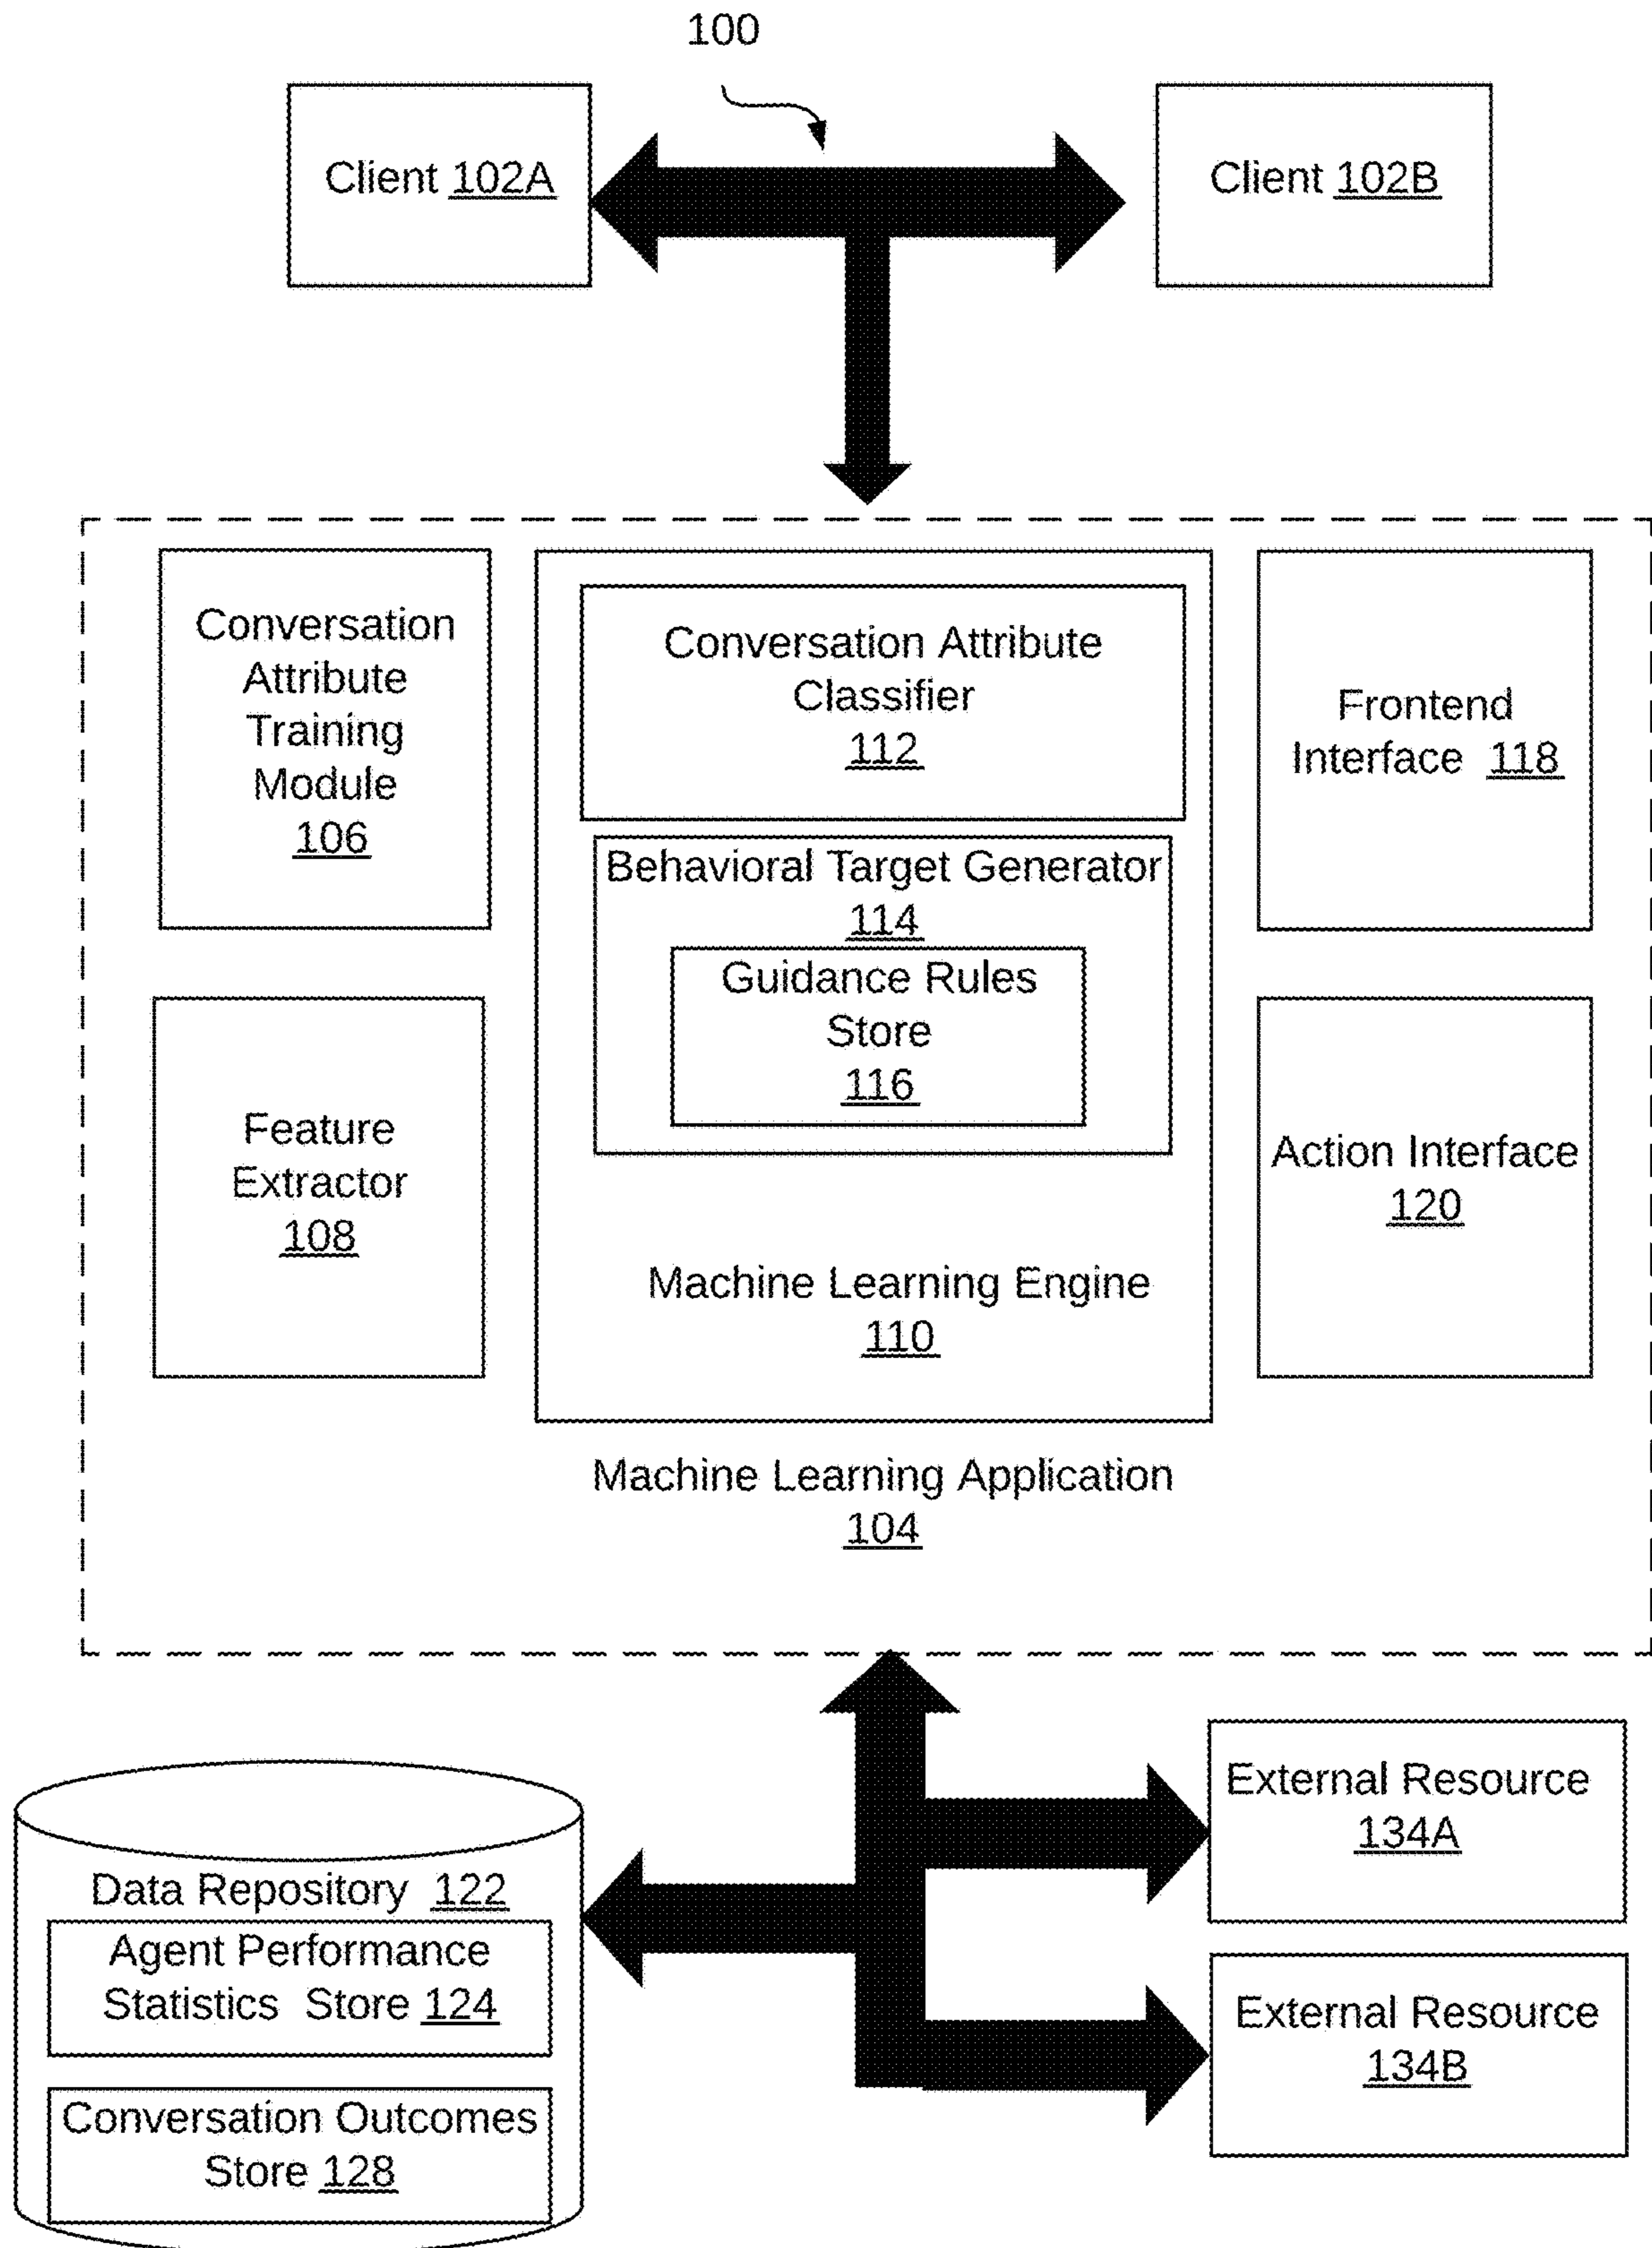 100
Client 102A
Client 102B
Conversation
Attribute
Training
Module
106
Conversation Attribute
Classifier
112
Frontend
Interface 118
Behavioral Target Generator
114
Guidance Rules
Store
116
Feature
Extractor
108
Action Interface
120
Machine Learning Engine
110
Machine Learning Application
104
External Resource
134A
Data Repository 122
Agent Performance
Statistics Store 124
External Resource
134B
Conversation Outcomes
Store 128